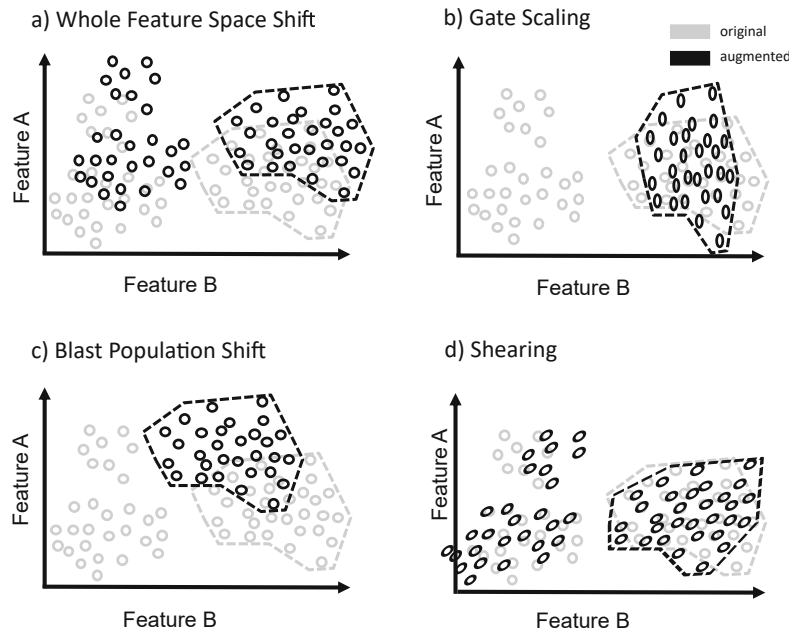 a) Whole Feature Space Shift
Feature A
Feature B
b) Gate Scaling
original
augmented
Feature A
Feature B
c) Blast Population Shift
Feature A
Feature B
d) Shearing
Feature A
Feature B